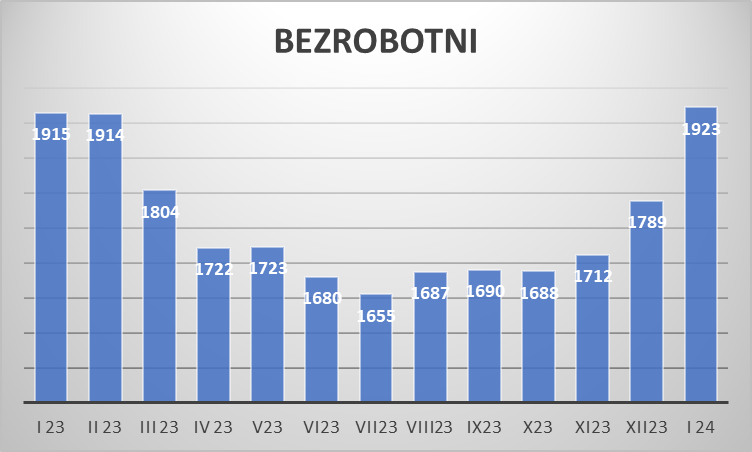 BEZROBOTNI
1915
1914
1804
1722
1723
1680
1655
1687
1690
1688
1712
1789
1923
I 23
II 23
III 23
IV 23
V23
VI23
VII23
VIII23
IX23
X23
XI23
XII23
I 24